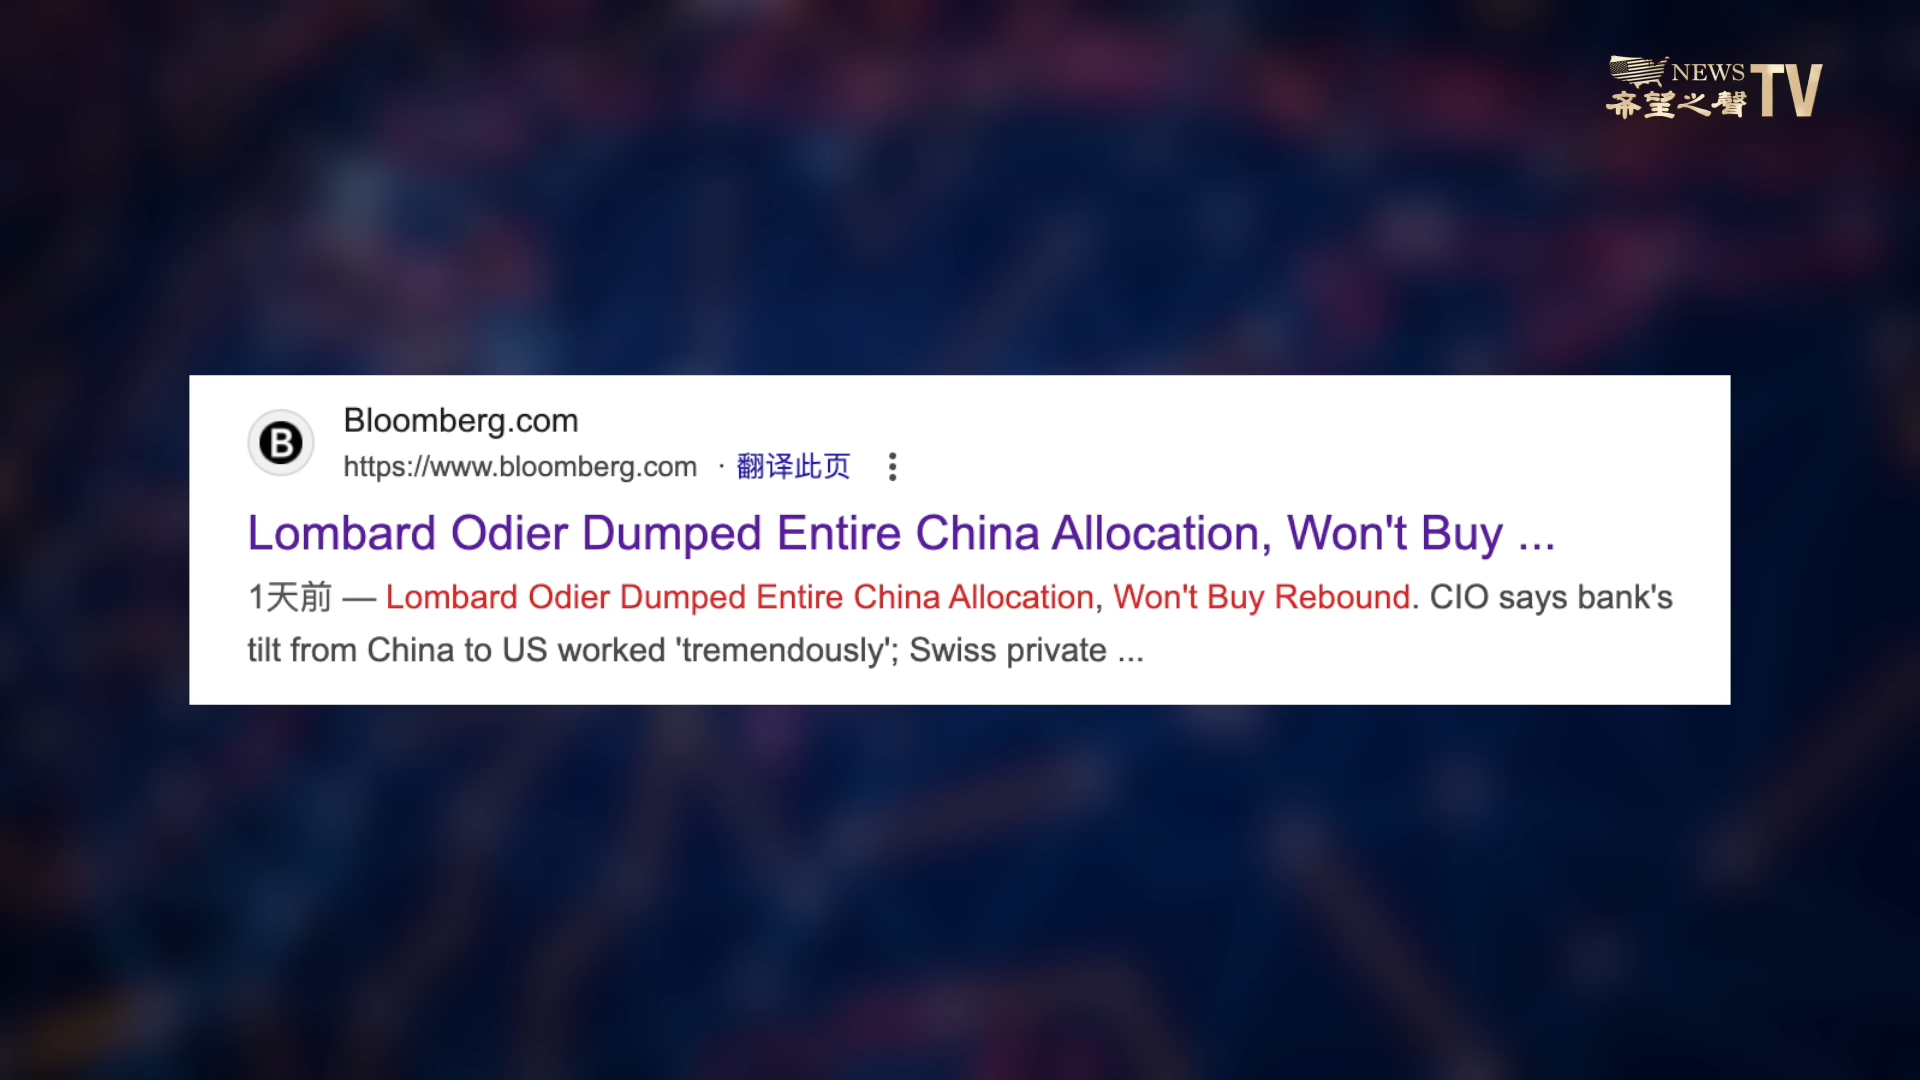 NEWS
希望之聲 TV
B
Bloomberg.com
https://www.bloomberg.com · 翻译此页
Lombard Odier Dumped Entire China Allocation, Won't Buy ...
1天前 — Lombard Odier Dumped Entire China Allocation, Won't Buy Rebound. CIO says bank's
tilt from China to US worked 'tremendously'; Swiss private ...